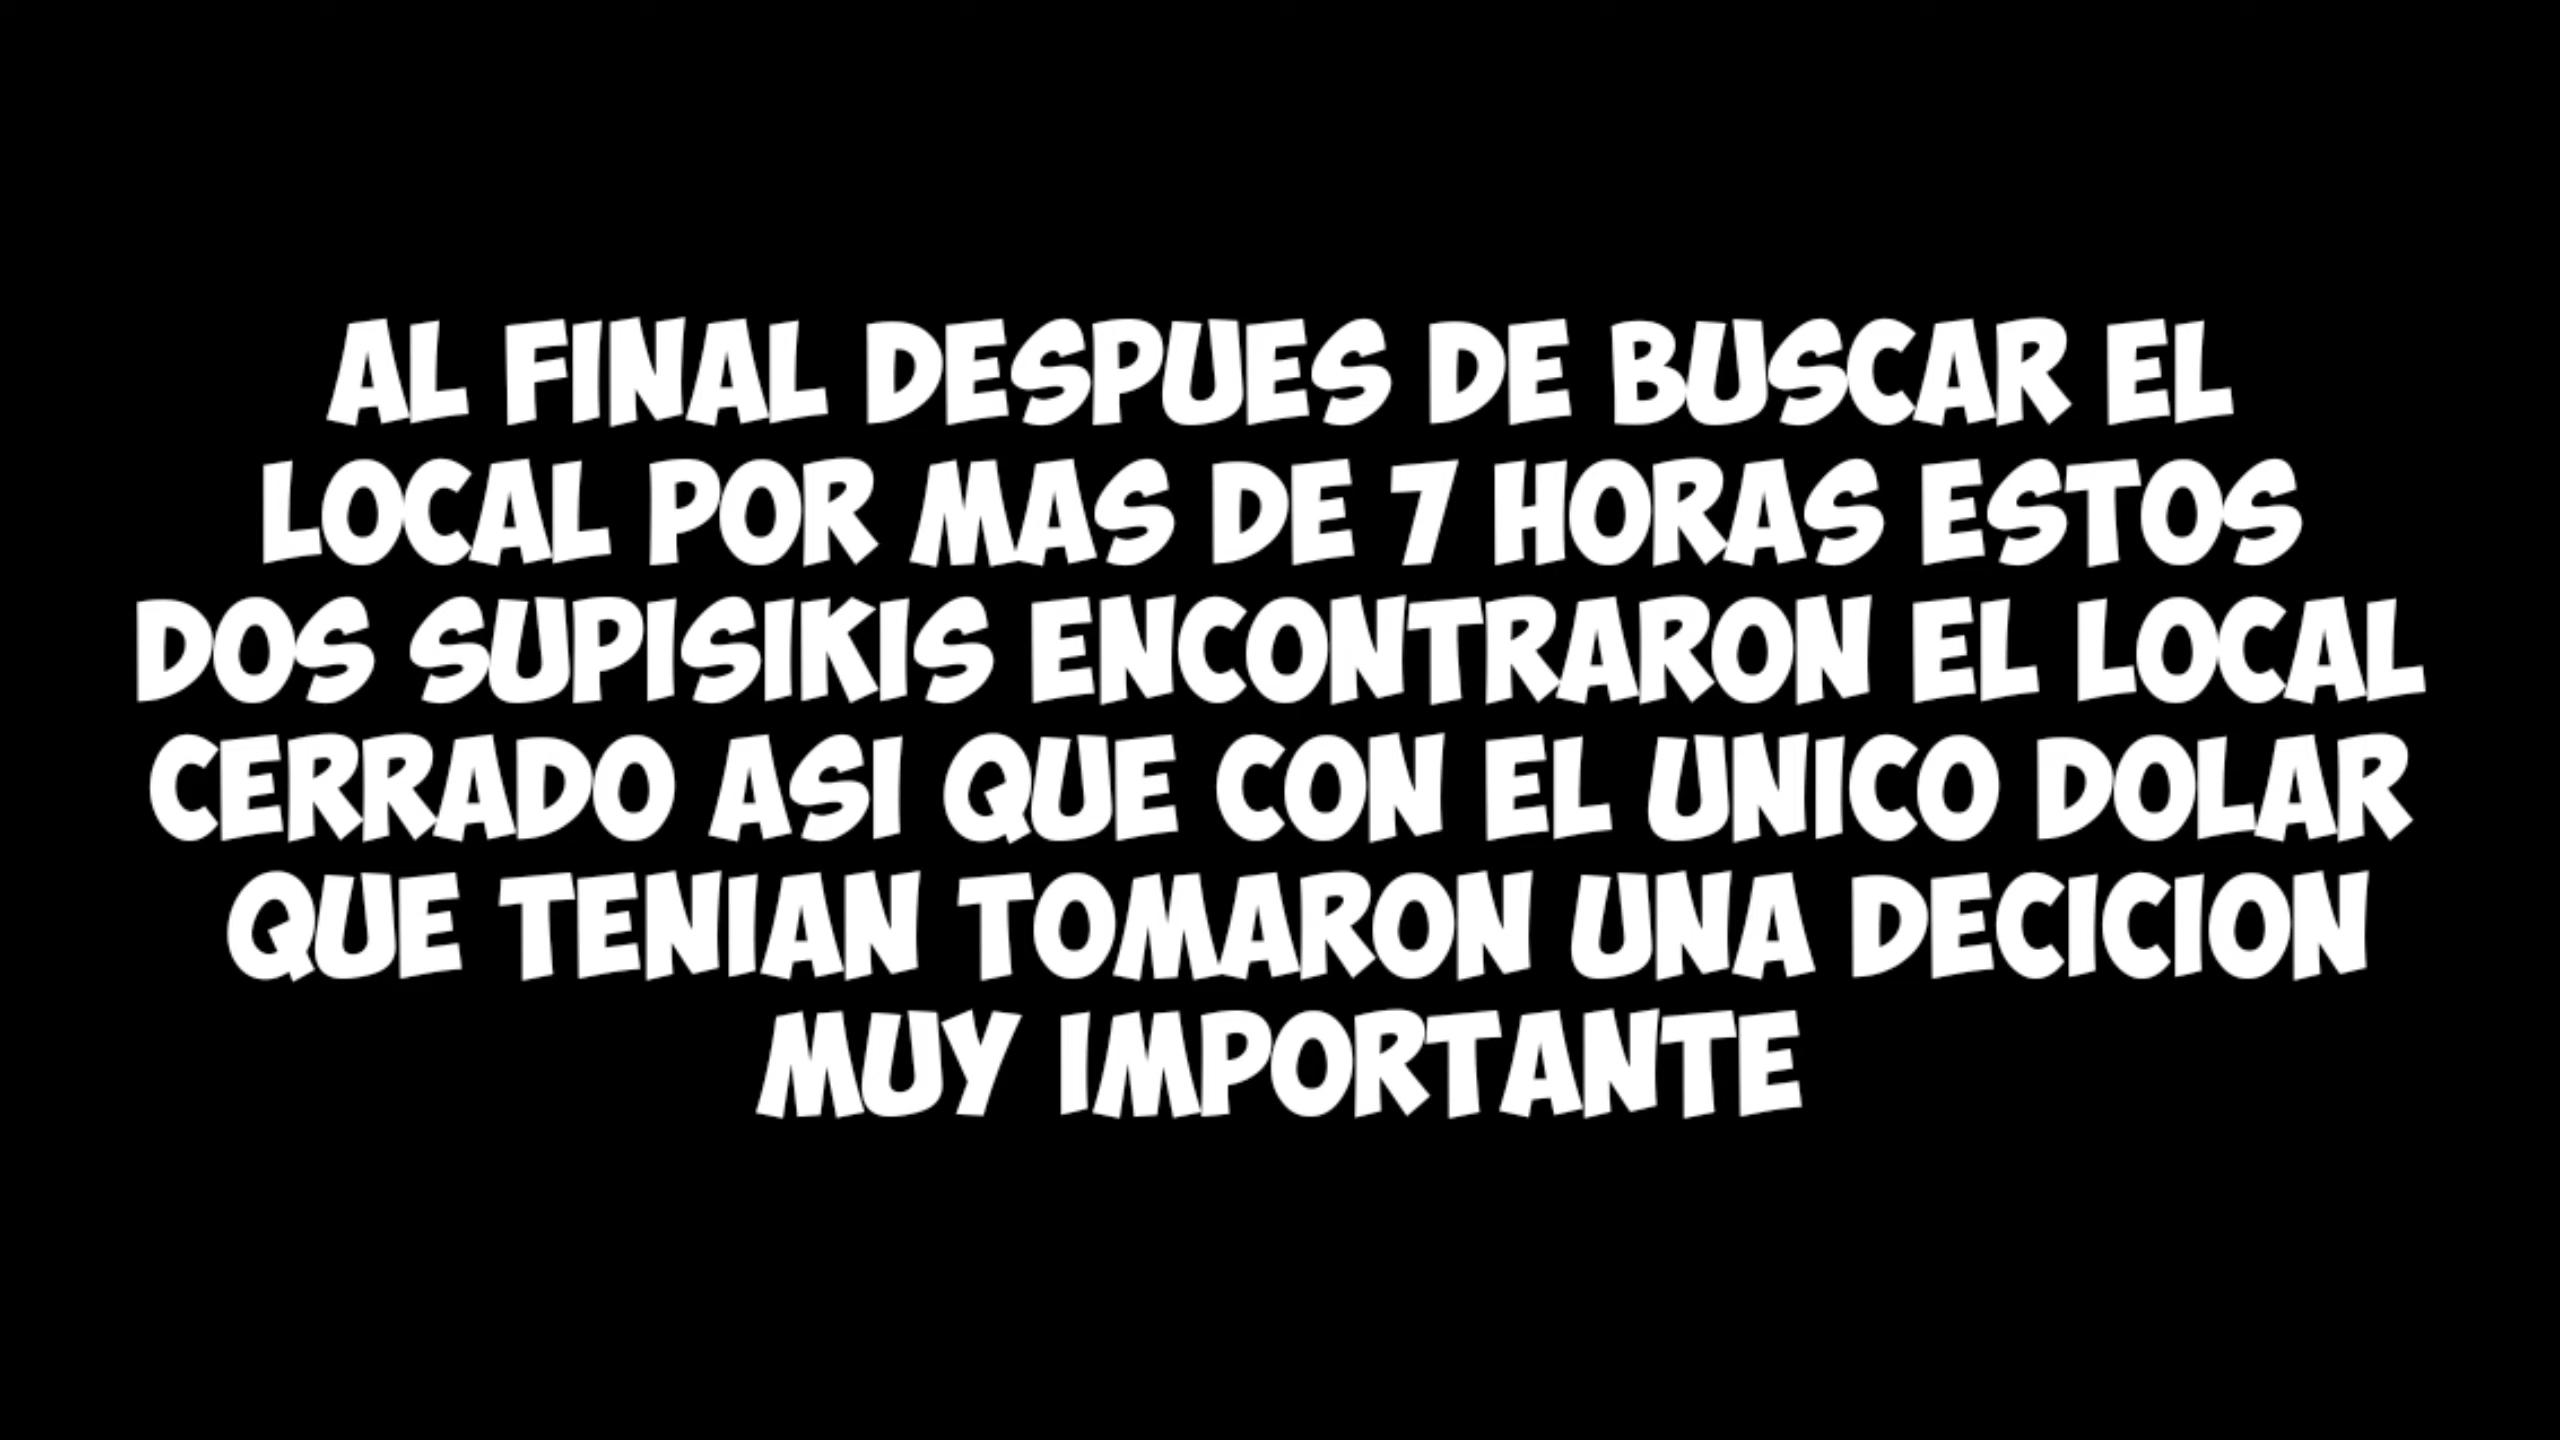 AL FINAL DESPUES DE BUSCAR EL
LOCAL POR MAS DE 7 HORAS ESTOS
DOS SUPISIKIS ENCONTRARON EL LOCAL
CERRADO ASI QUE CON EL UNICO DOLAR
QUE TENIAN TOMARON UNA DECICION
MUY IMPORTANTE